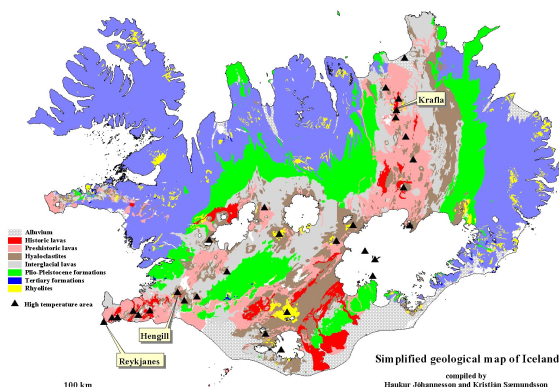 Krafla
Alluvium
Historic lavas
Prehistoric lavas
Hyaloclastites
Interglacial lavas
Plio-Pleistocene formations
Tertiary formations
Rhyolites
High temperature area
Hengill
Reykjanes
Simplified geological map of Iceland
compiled by
Haukur Jóhannesson and Kristján Sæmundsson
100 km